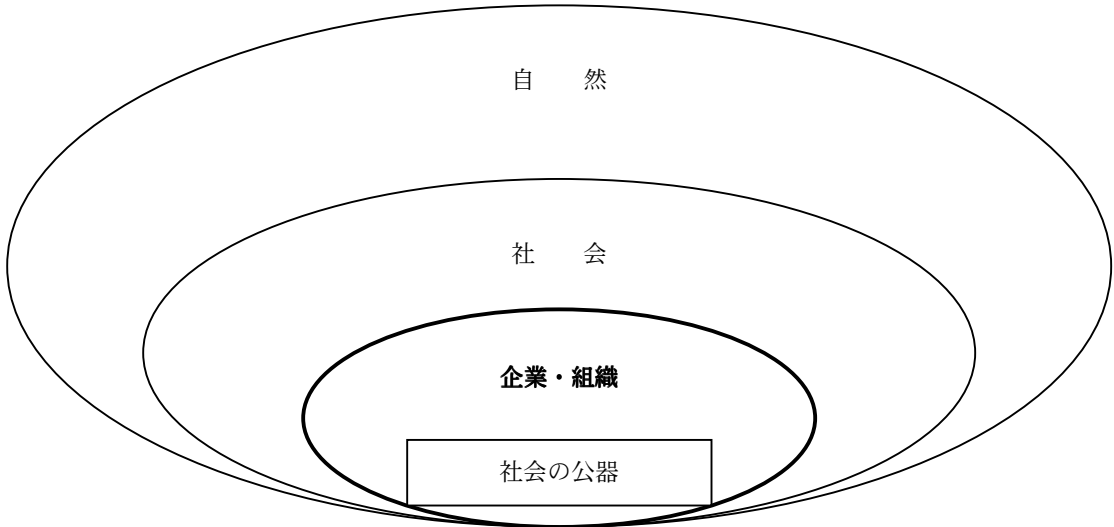 自　　然
社　　会
企業・組織
社会の公器